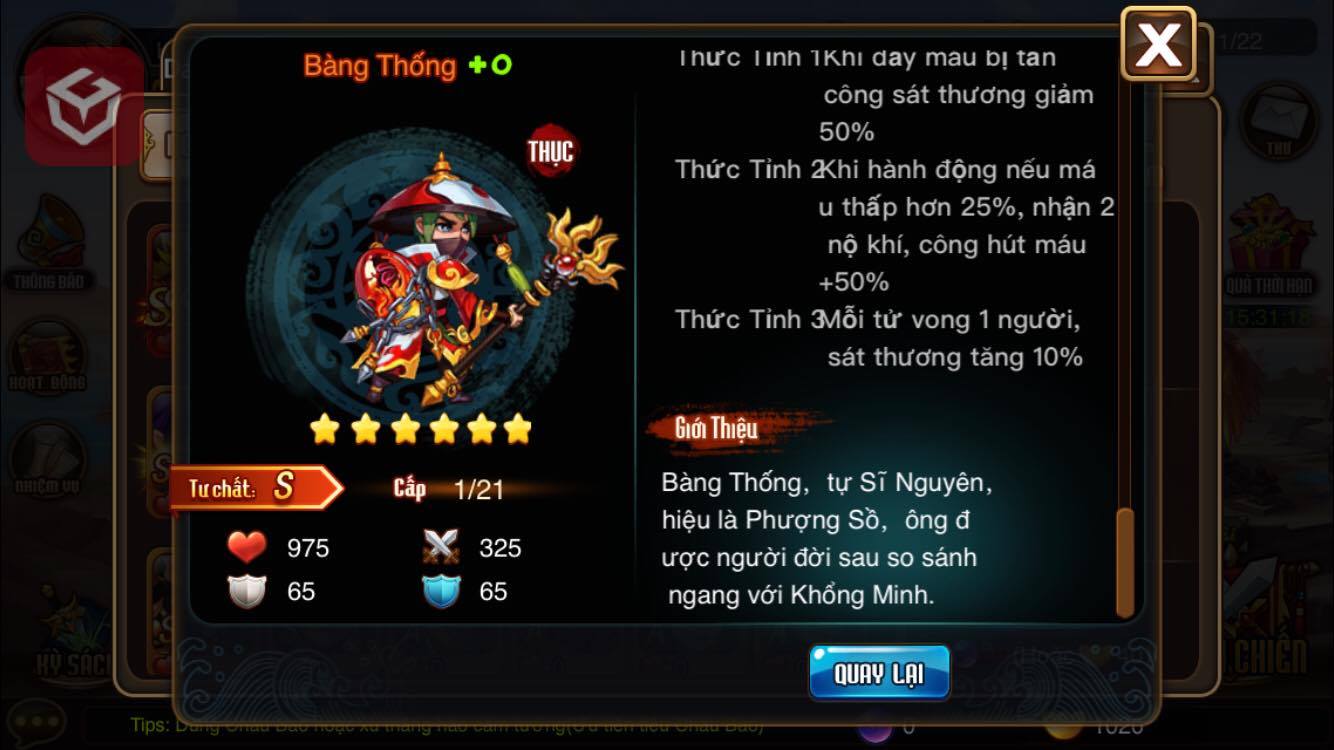 Bàng Thống +0
THỤC
Tư chất: S
Cấp 1/21
975
325
65
65
Thức Tỉnh 1Khi đầy máu bị tấn
công sát thương giảm
50%
Thức Tỉnh 2Khi hành động nếu má
u thấp hơn 25%, nhận 2
nộ khí, công hút máu
+50%
Thức Tỉnh 3Mỗi tử vong 1 người,
sát thương tăng 10%
Giới Thiệu
Bàng Thống, tự Sĩ Nguyên,
hiệu là Phượng Sồ, ông đ
ược người đời sau so sánh
ngang với Khổng Minh.
QUAY LẠI
X
1/22
THƯ
QUÀ THỜI HẠN
15:31:18
THÔNG BÁO
HOẠT ĐỘNG
NHIỆM VỤ
KỲ SÁCH
CHIẾN
Tips:
0
1020